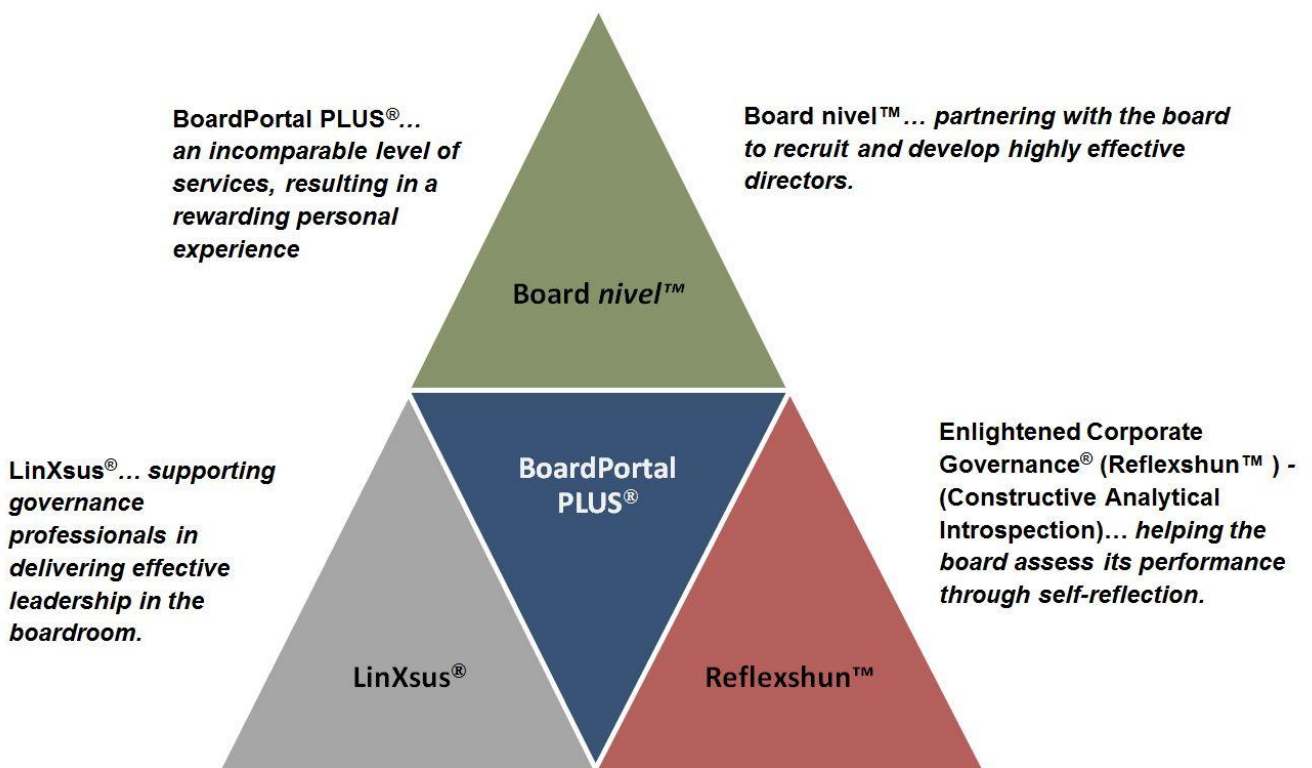 BoardPortal PLUS®…
an incomparable level of
services, resulting in a
rewarding personal
experience
Board nivel™… partnering with the board
to recruit and develop highly effective
directors.
Board nivel™
LinXsus®… supporting
governance
professionals in
delivering effective
leadership in the
boardroom.
BoardPortal
PLUS®
Enlightened Corporate
Governance® (Reflexshun™ ) -
(Constructive Analytical
Introspection)… helping the
board assess its performance
through self-reflection.
LinXsus®
Reflexshun™